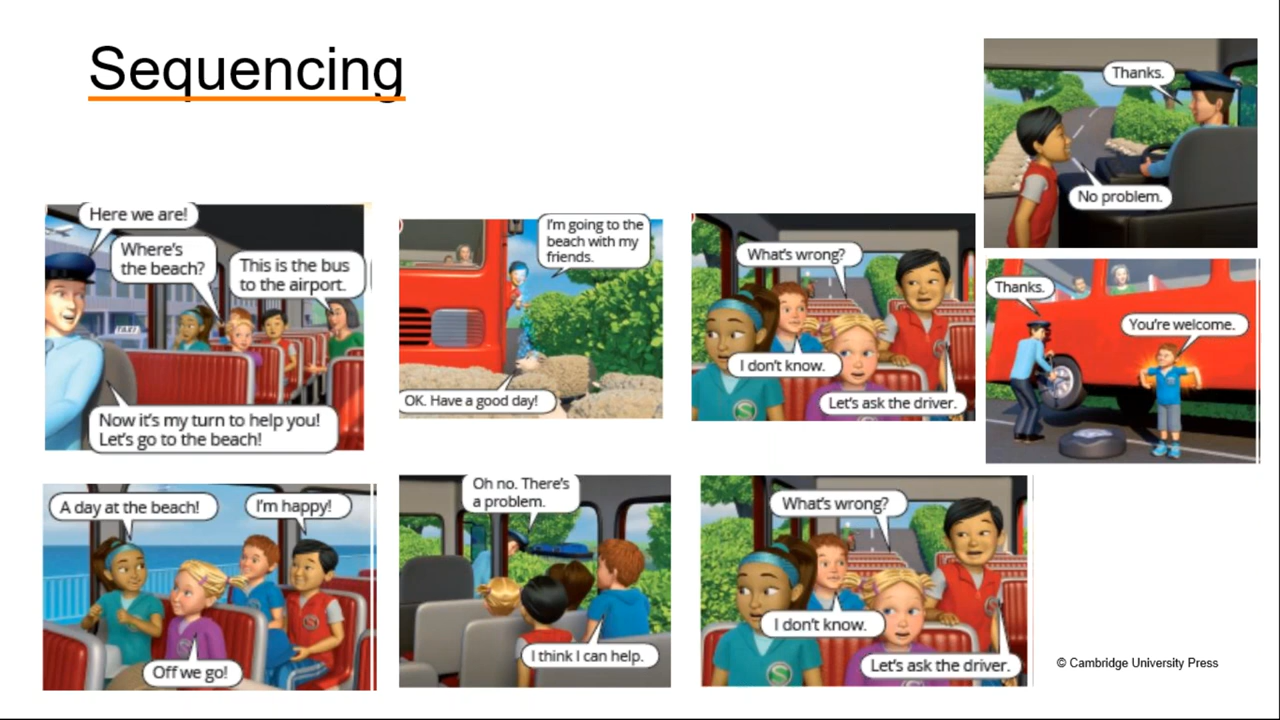 Sequencing
Thanks.
No problem.
Here we are!
Where's
the beach?
This is the bus
to the airport.
TAXI
Now it's my turn to help you!
Let's go to the beach!
I'm going to the
beach with my
friends.
OK. Have a good day!
What's wrong?
I don't know.
S
Let's ask the driver.
Thanks.
You're welcome.
A day at the beach!
I'm happy!
S
Off we go!
Oh no. There's
a problem.
I think I can help.
What's wrong?
I don't know.
S
Let's ask the driver.
© Cambridge University Press